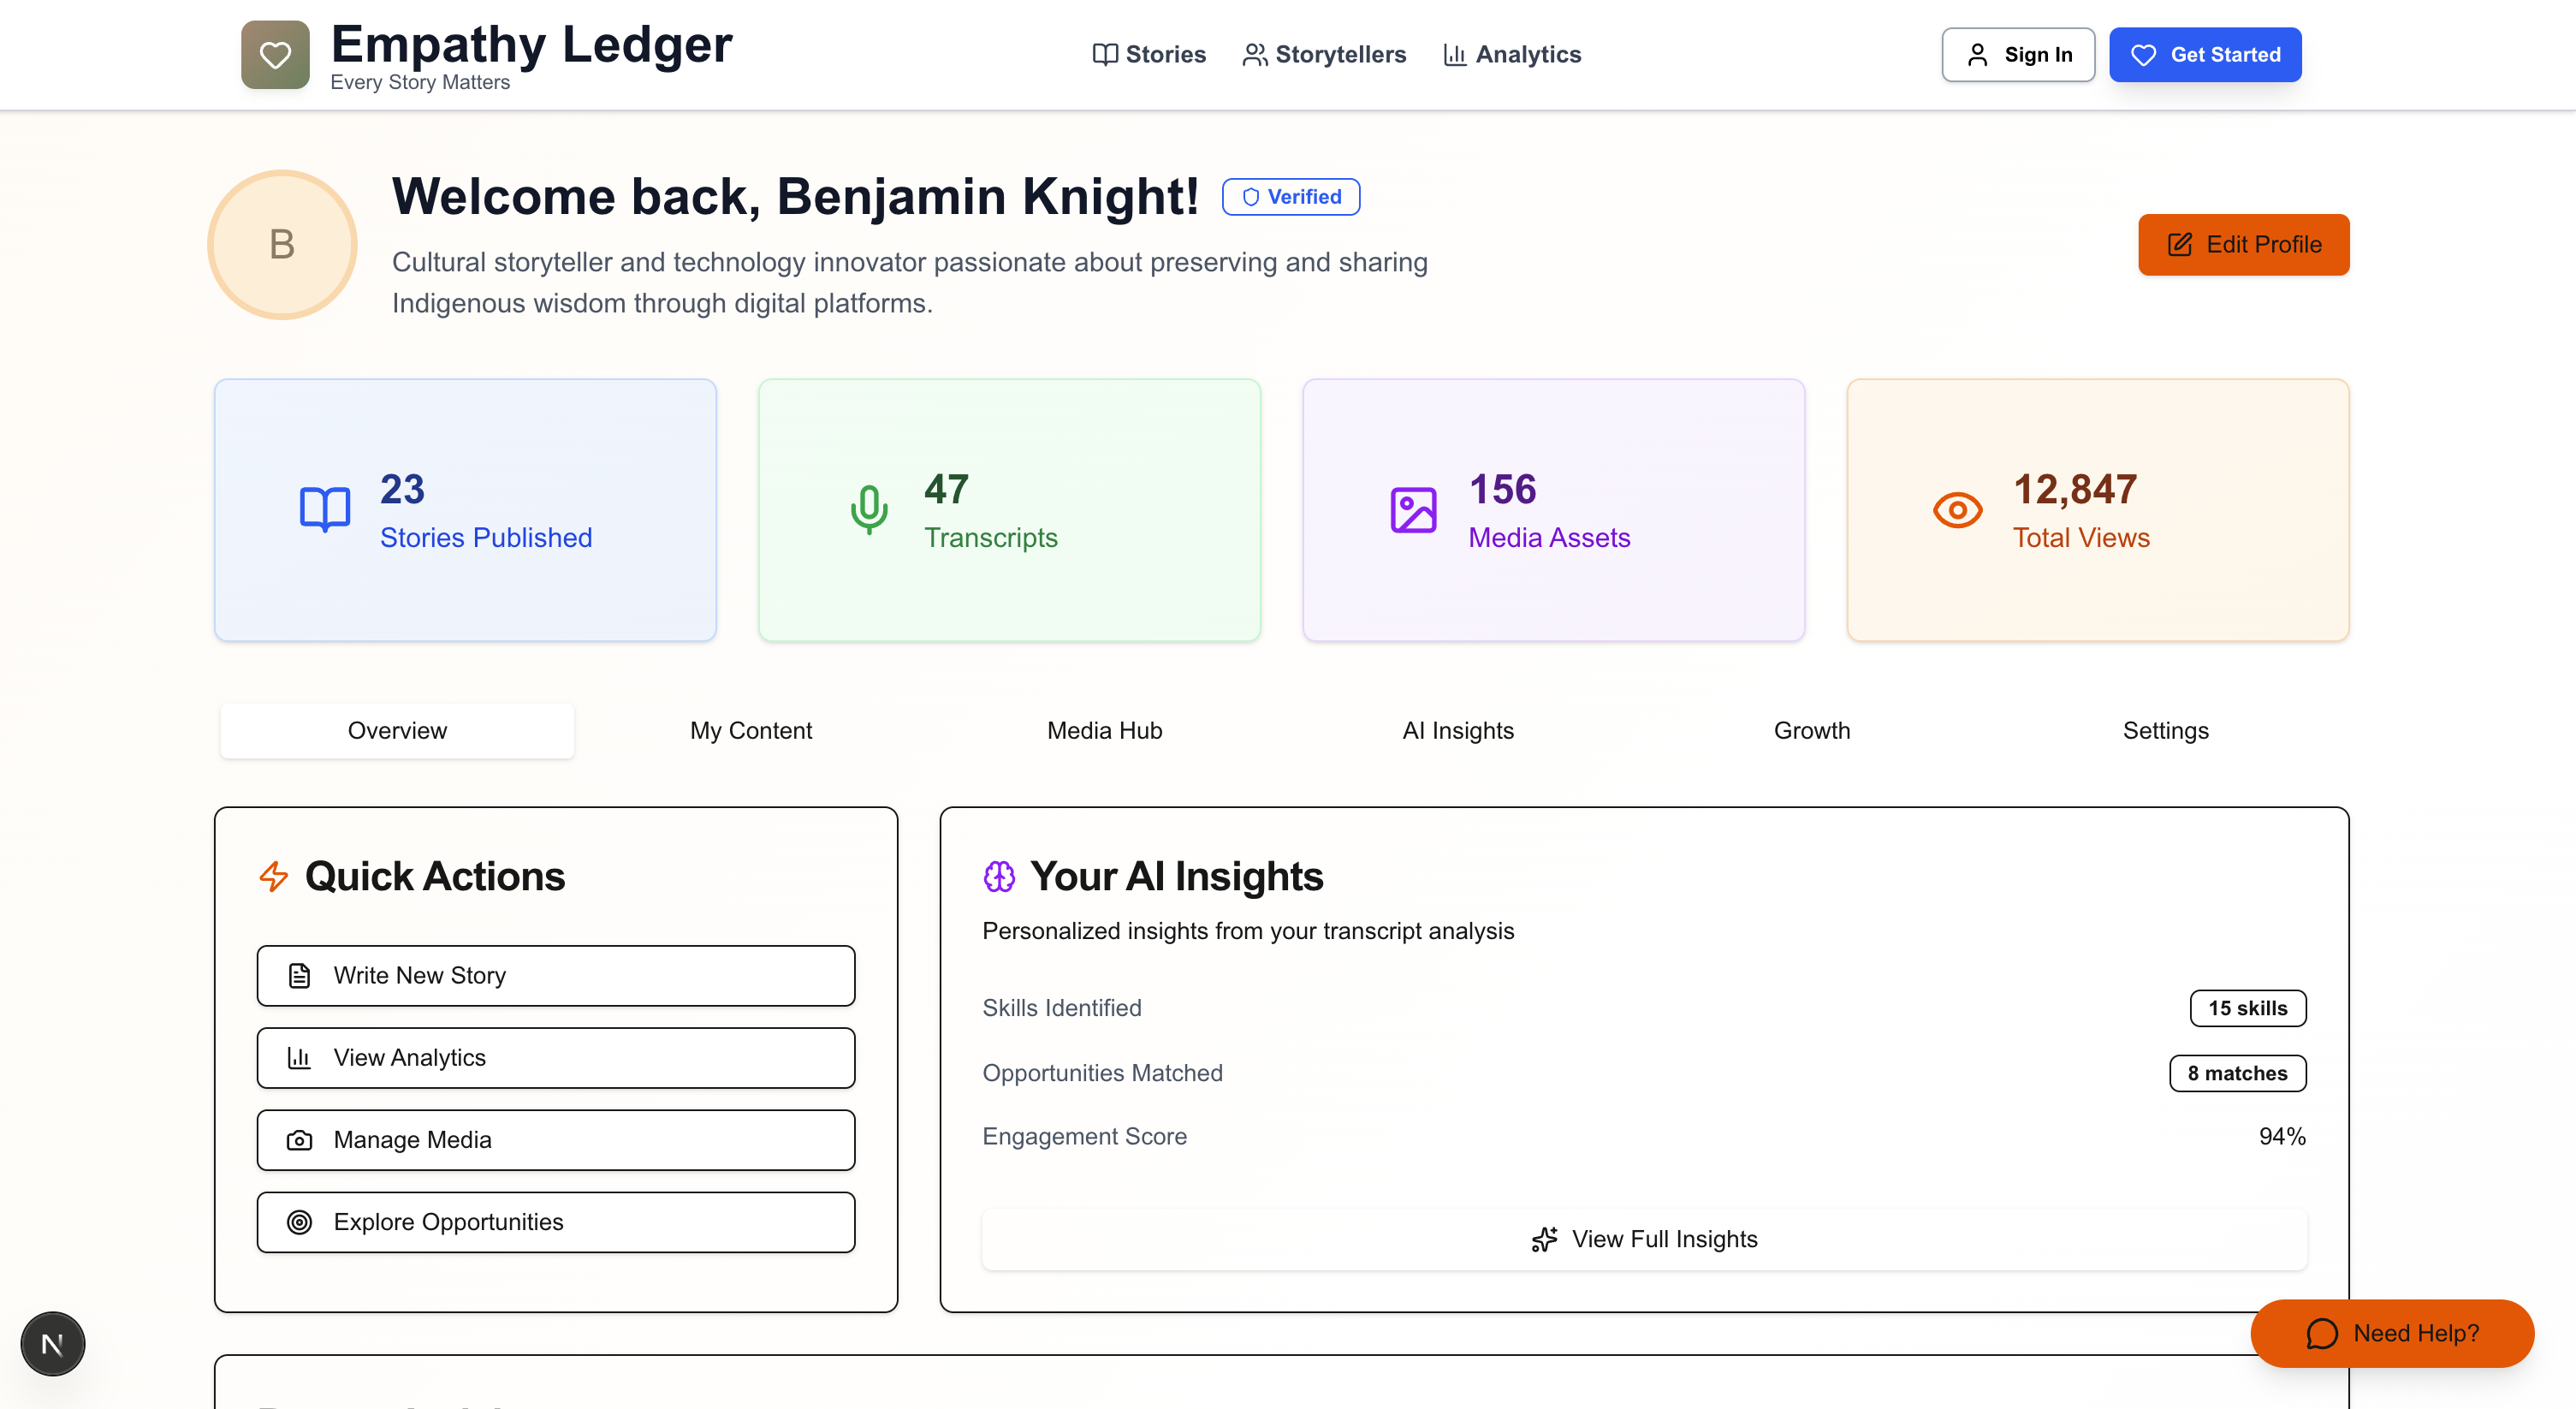 Empathy Ledger
Every Story Matters
Stories
Storytellers
Analytics
Sign In
Get Started
B
Welcome back, Benjamin Knight!
Verified
Cultural storyteller and technology innovator passionate about preserving and sharing
Indigenous wisdom through digital platforms.
Edit Profile
23
Stories Published
47
Transcripts
156
Media Assets
12,847
Total Views
Overview
My Content
Media Hub
AI Insights
Growth
Settings
Quick Actions
Write New Story
View Analytics
Manage Media
Explore Opportunities
Your AI Insights
Personalized insights from your transcript analysis
Skills Identified
15 skills
Opportunities Matched
8 matches
Engagement Score
94%
View Full Insights
N
Need Help?